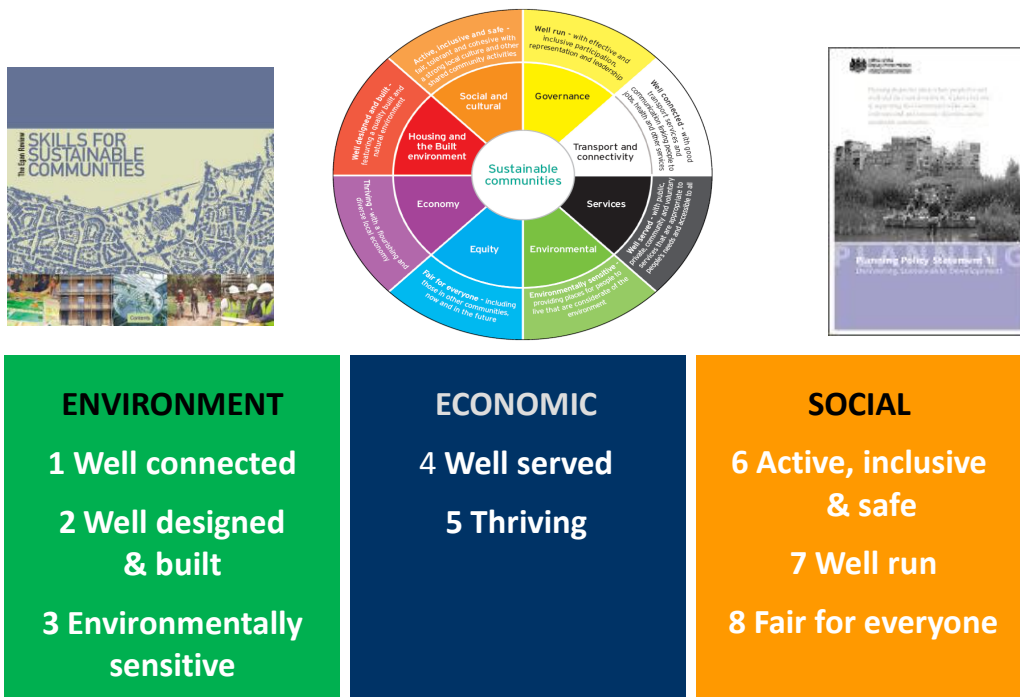 The Egan Review
SKILLS FOR
SUSTAINABLE
COMMUNITIES
Contents
Active, inclusive and safe -
fair, tolerant and cohesive with
a strong local culture and other
shared community activities
Social and
cultural
Well run - with effective and
inclusive participation,
representation and leadership
Governance
Well connected - with good
transport services and
communication linking people to
jobs, health and other services
Transport and
connectivity
Well served - with public,
private, community and voluntary
services that are appropriate to
people's needs and accessible to all
Services
Environmentally sensitive -
providing places for people to
live that are considerate of the
environment
Environmental
Fair for everyone - including
those in other communities,
now and in the future
Equity
Thriving - with a flourishing and
diverse local economy
Economy
Well designed and built -
featuring a quality built and
natural environment
Housing and
the Built
environment
Sustainable
communities
Planning Policy Statement 1:
Delivering Sustainable Development
ENVIRONMENT
1 Well connected
2 Well designed
& built
3 Environmentally
sensitive
ECONOMIC
4 Well served
5 Thriving
SOCIAL
6 Active, inclusive
& safe
7 Well run
8 Fair for everyone